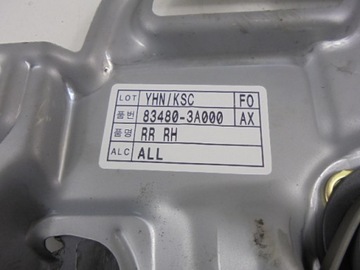 LOT YHN/KSC FO
품번 83480-3A000 AX
품명 RR RH
ALC ALL